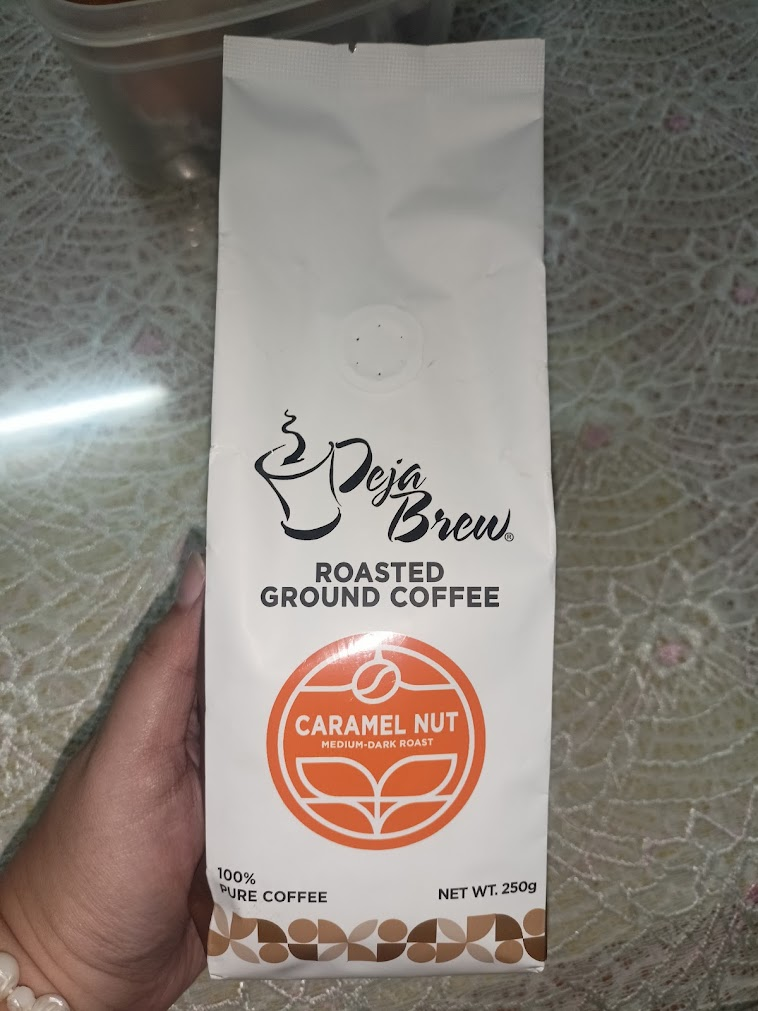 Deja
Brew®
ROASTED
GROUND COFFEE
CARAMEL NUT
MEDIUM-DARK ROAST
100%
PURE COFFEE
NET WT. 250g